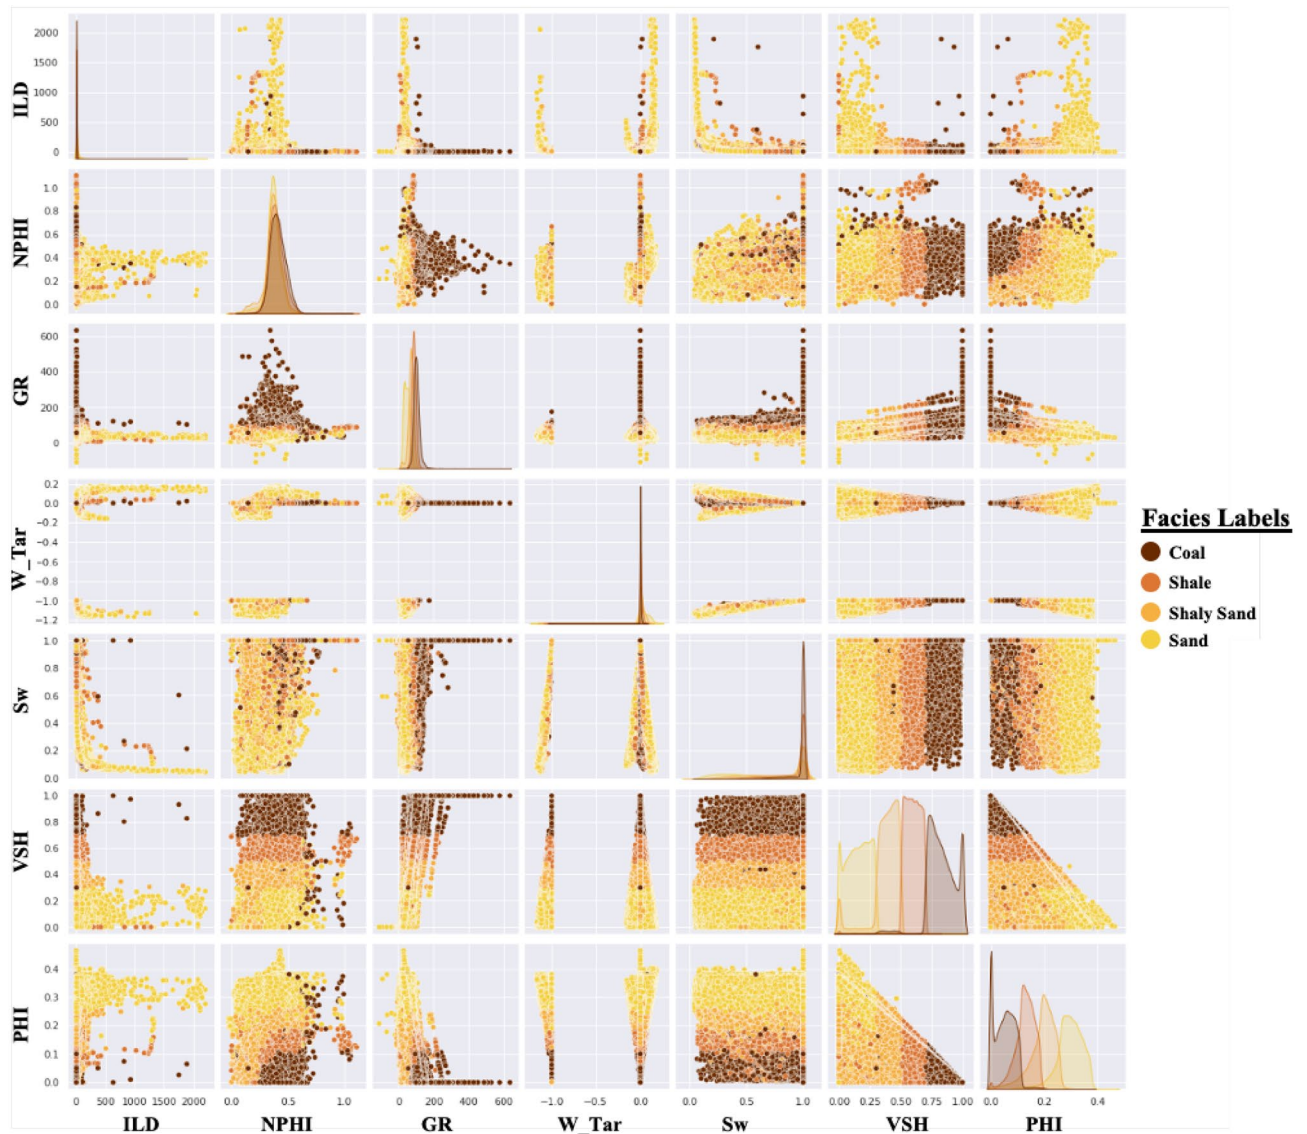 ILD
2000
1500
1000
500
0
NPHI
1.0
0.8
0.6
0.4
0.2
0.0
GR
600
400
200
0
W_Tar
0.2
0.0
−0.2
−0.4
−0.6
−0.8
−1.0
−1.2
Facies Labels
Coal
Shale
Shaly Sand
Sand
Sw
1.0
0.8
0.6
0.4
0.2
0.0
VSH
1.0
0.8
0.6
0.4
0.2
0.0
PHI
0.4
0.3
0.2
0.1
0.0
0 500 1000 1500 2000 0.0 0.5 1.0 0 200 400 600 −1.0 −0.5 0.0 0.0 0.5 1.0 0.00 0.25 0.50 0.75 1.00 0.0 0.2 0.4
ILD NPHI GR W_Tar Sw VSH PHI